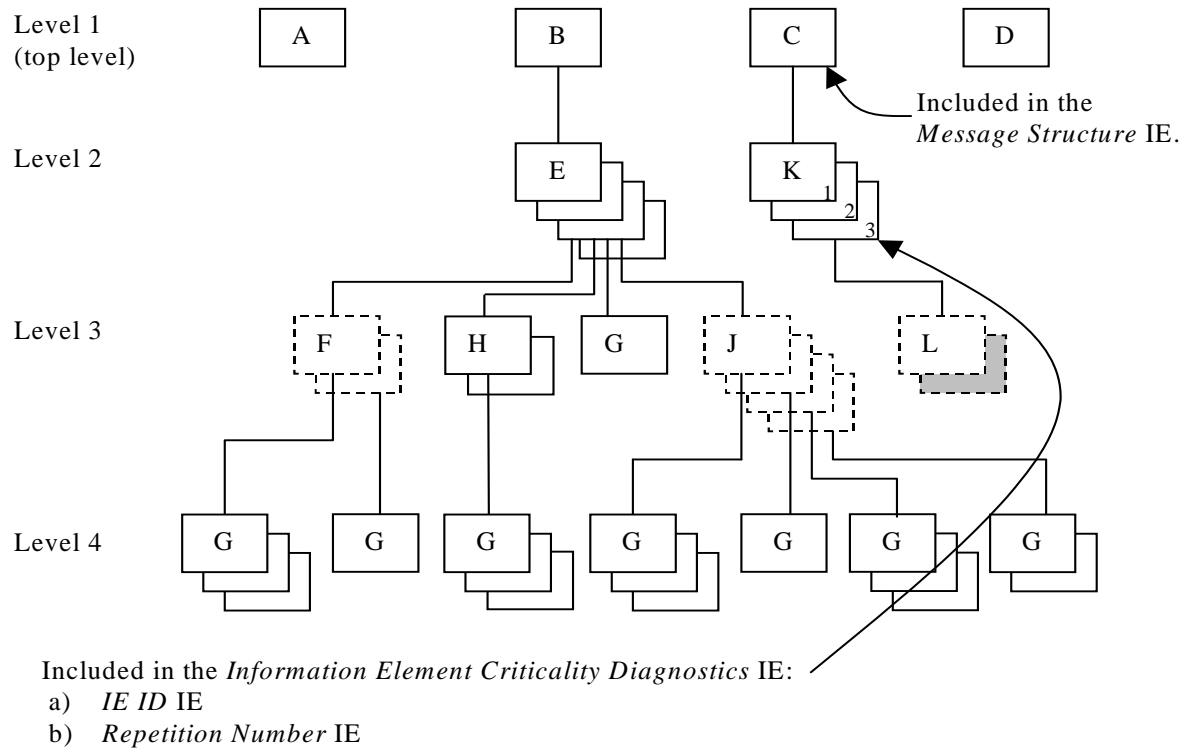 Level 1
(top level)
A
B
C
D
Included in the
Message Structure IE.
Level 2
E
K
1
2
3
Level 3
F
H
G
J
L
Level 4
G
G
G
G
G
G
G
Included in the Information Element Criticality Diagnostics IE:
a) IE ID IE
b) Repetition Number IE